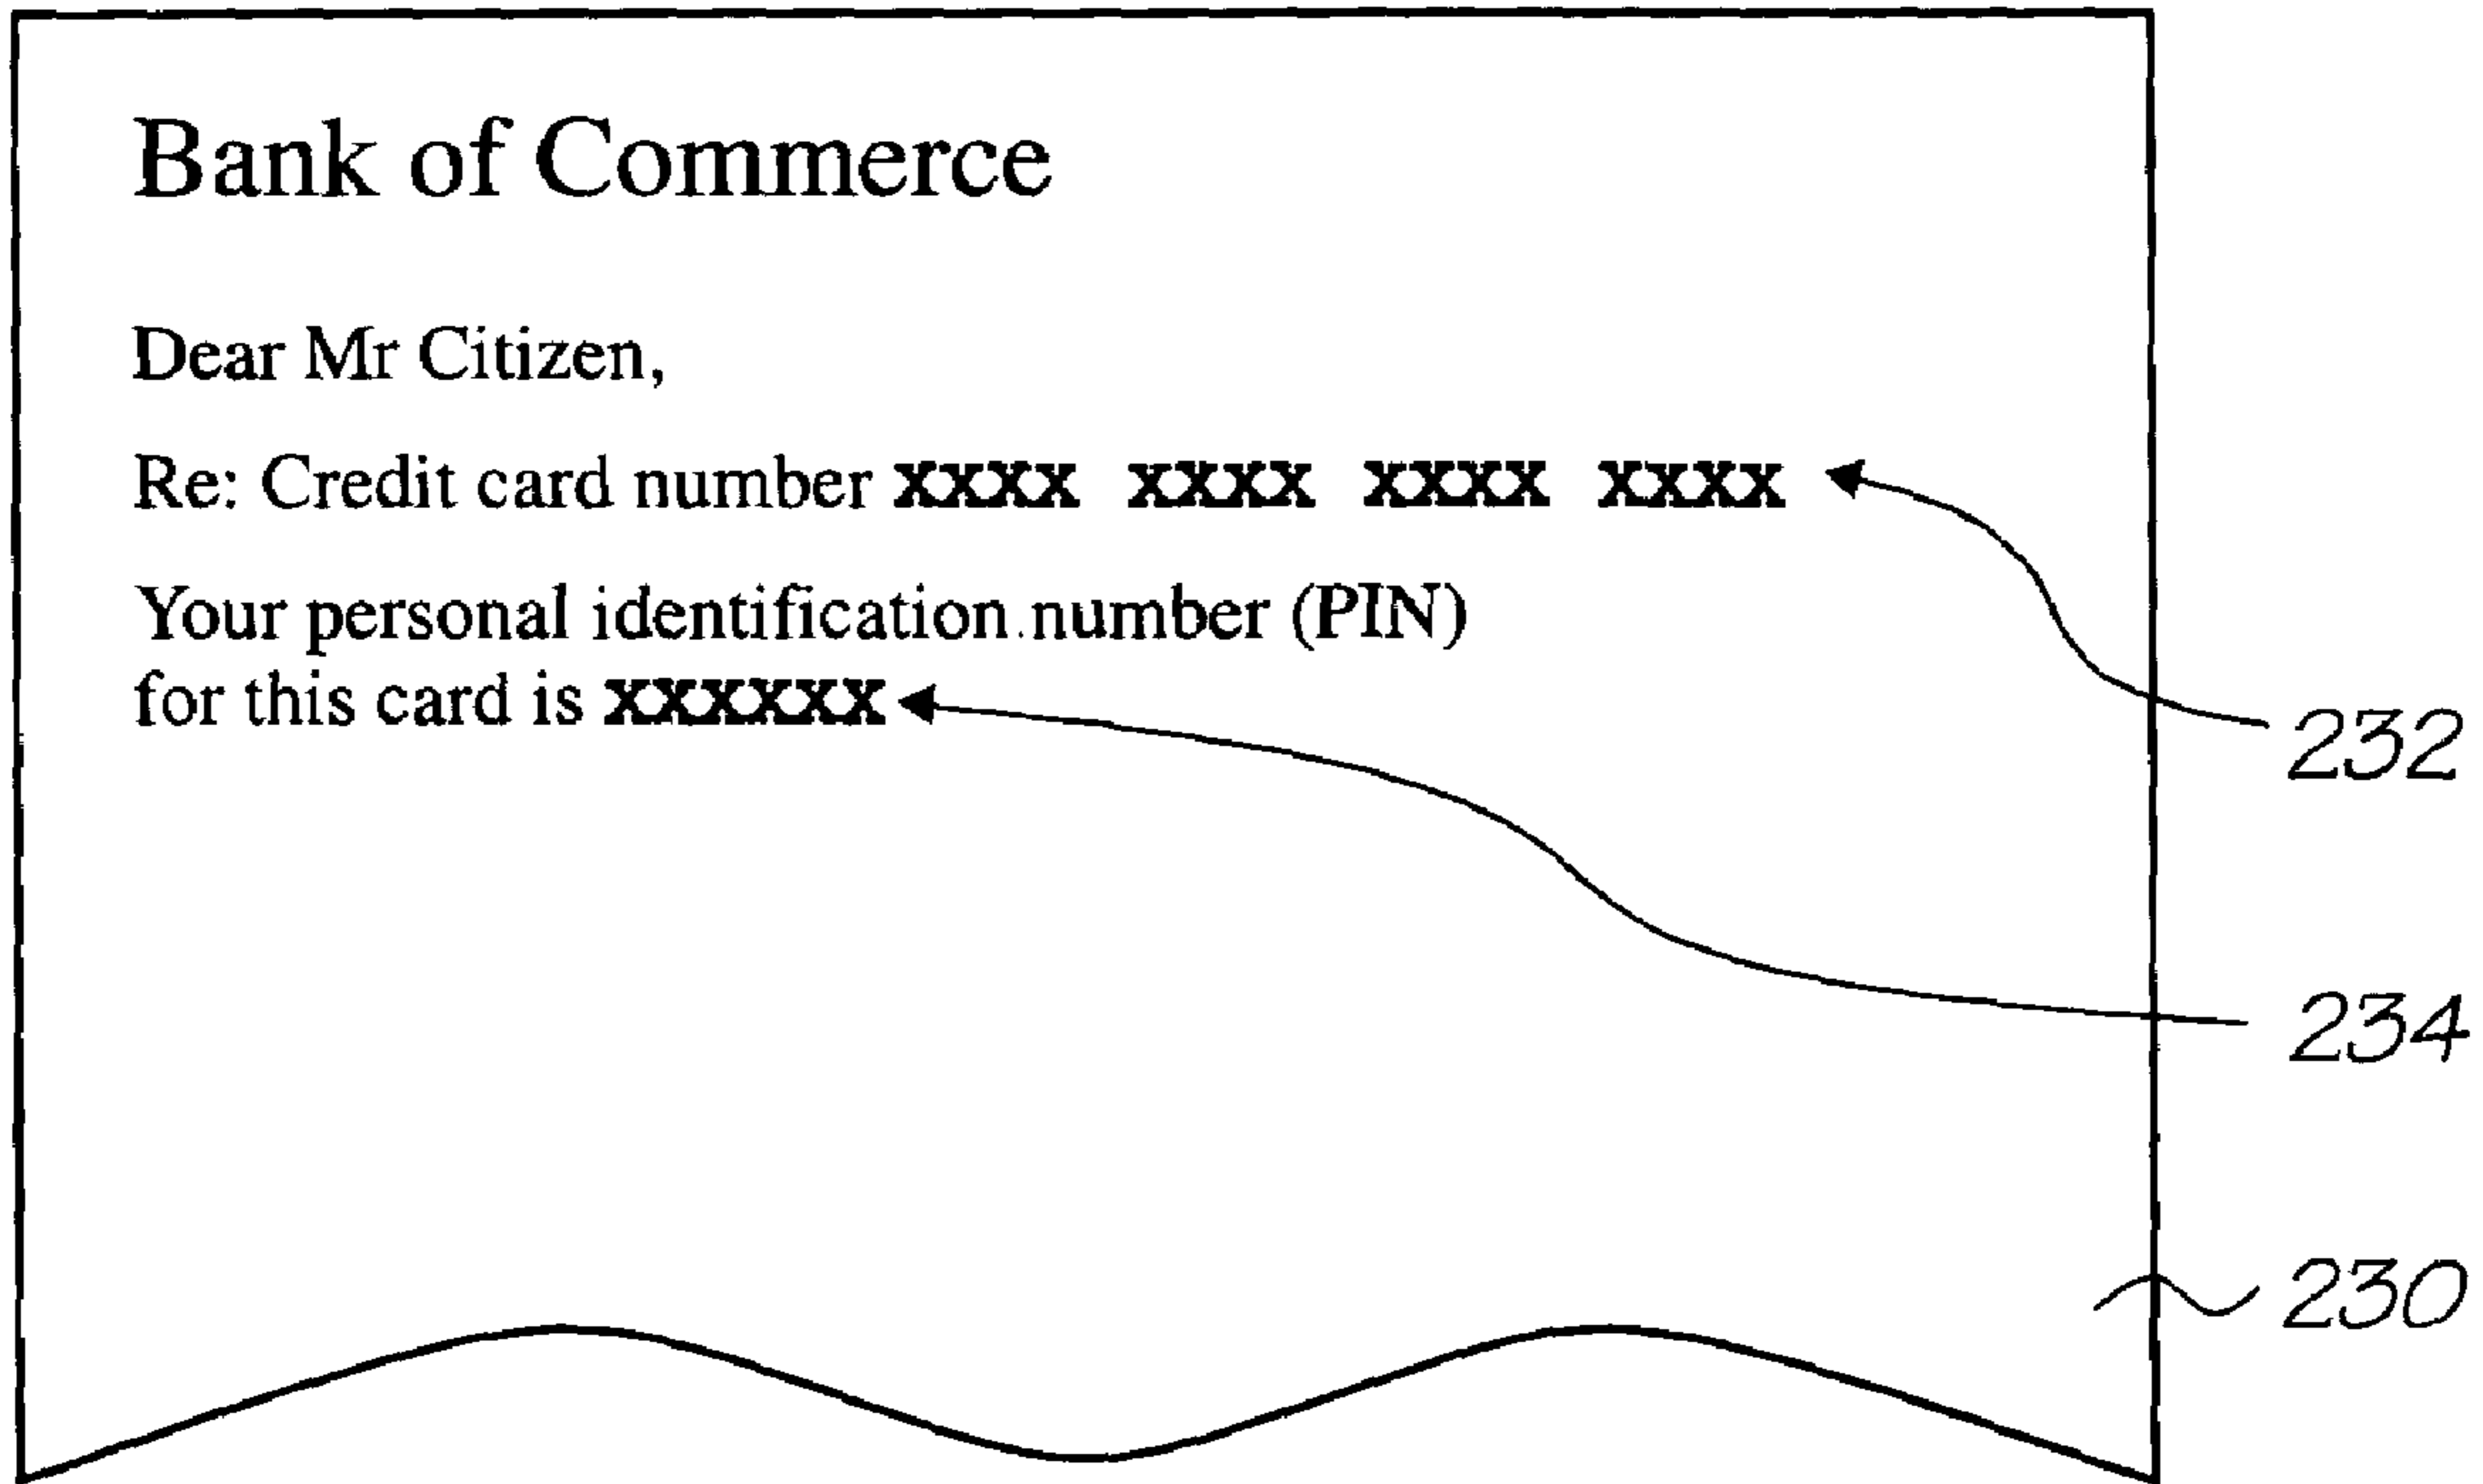 Bank of Commerce
Dear Mr Citizen,
Re: Credit card number xxxx xxxx xxxx xxxx
Your personal identification number (PIN)
for this card is xxxxxx
232
234
230